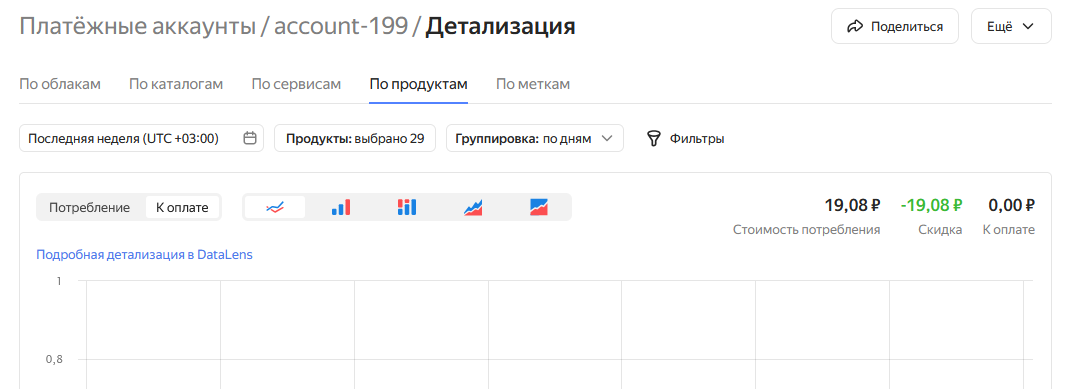 Платёжные аккаунты / account-199 / Детализация
Поделиться
Ещё
По облакам По каталогам По сервисам По продуктам По меткам
Последняя неделя (UTC +03:00) Продукты: выбрано 29 Группировка: по дням Фильтры
Потребление К оплате
19,08 ₽ -19,08 ₽ 0,00 ₽
Стоимость потребления Скидка К оплате
Подробная детализация в DataLens
1
0,8